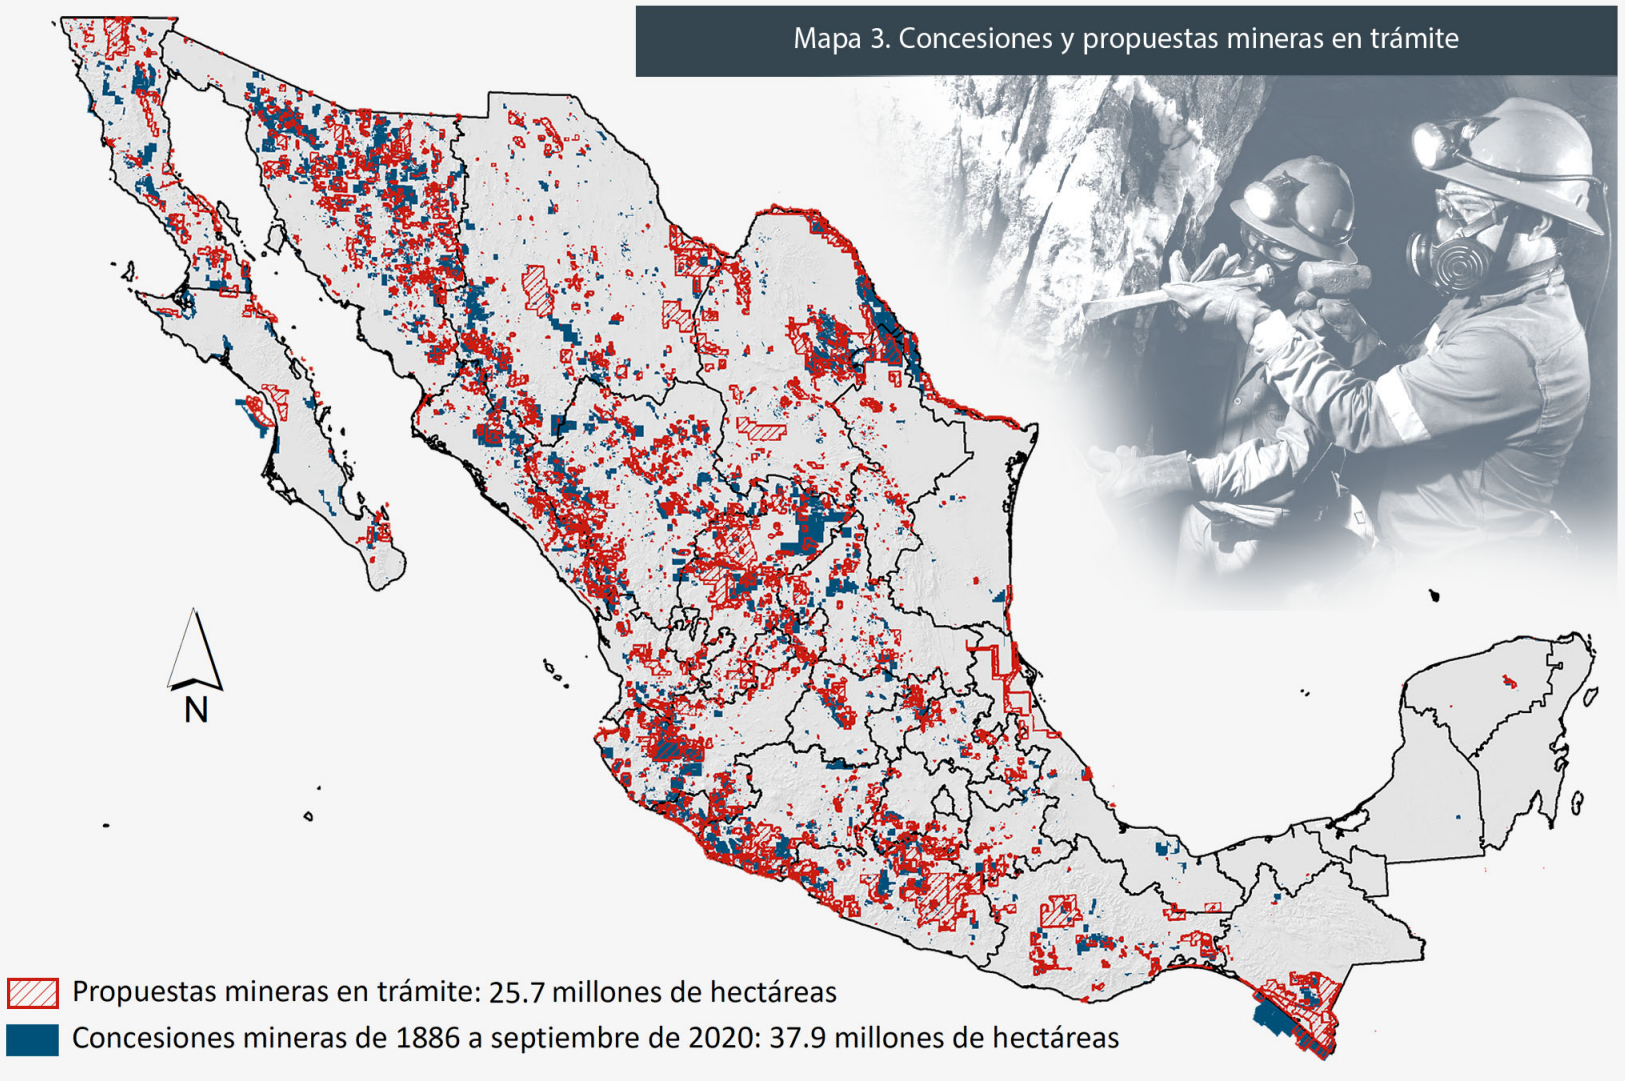 Mapa 3. Concesiones y propuestas mineras en trámite
N
Propuestas mineras en trámite: 25.7 millones de hectáreas
Concesiones mineras de 1886 a septiembre de 2020: 37.9 millones de hectáreas